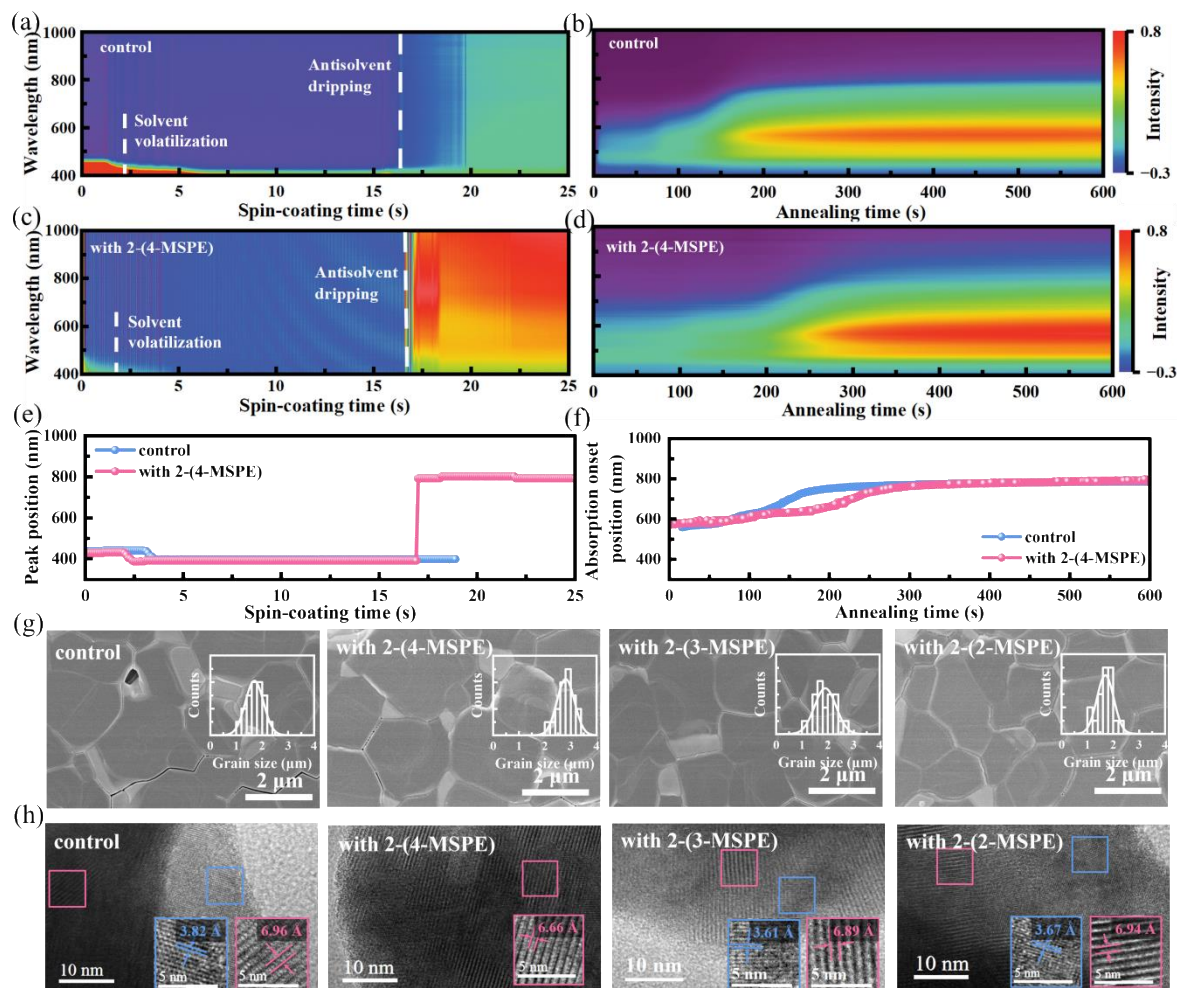 (a)
1000
800
600
400
Wavelength (nm)
control
Solvent
volatilization
Antisolvent
dripping
0 5 10 15 20 25
Spin-coating time (s)
(b)
control
0 100 200 300 400 500 600
Annealing time (s)
0.8
Intensity
−0.3
(c)
1000
800
600
400
Wavelength (nm)
with 2-(4-MSPE)
Solvent
volatilization
Antisolvent
dripping
0 5 10 15 20 25
Spin-coating time (s)
(d)
with 2-(4-MSPE)
0 100 200 300 400 500 600
Annealing time (s)
0.8
Intensity
−0.3
(e)
1000
800
600
400
Peak position (nm)
control
with 2-(4-MSPE)
0 5 10 15 20 25
Spin-coating time (s)
(f)
1000
800
600
400
Absorption onset
position (nm)
control
with 2-(4-MSPE)
0 100 200 300 400 500 600
Annealing time (s)
(g)
control
Counts
0 1 2 3 4
Grain size (μm)
2 μm
with 2-(4-MSPE)
Counts
0 1 2 3 4
Grain size (μm)
2 μm
with 2-(3-MSPE)
Counts
0 1 2 3 4
Grain size (μm)
2 μm
with 2-(2-MSPE)
Counts
0 1 2 3 4
Grain size (μm)
2 μm
(h)
control
3.82 Å
6.96 Å
5 nm
5 nm
10 nm
with 2-(4-MSPE)
6.66 Å
5 nm
10 nm
with 2-(3-MSPE)
3.61 Å
6.89 Å
5 nm
5 nm
10 nm
with 2-(2-MSPE)
3.67 Å
6.94 Å
5 nm
5 nm
10 nm